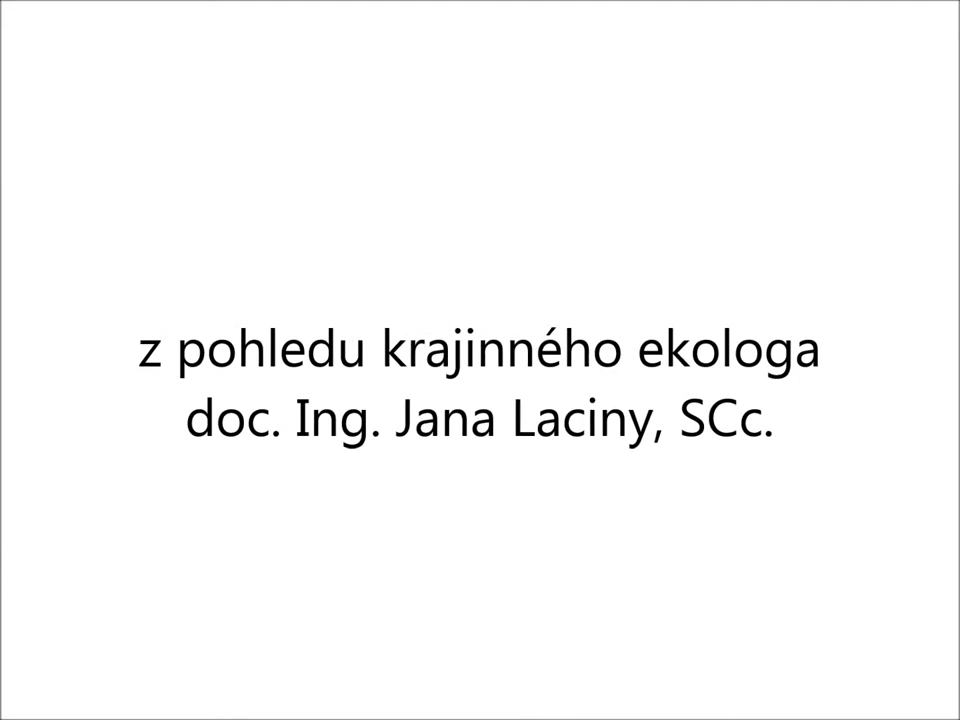 z pohledu krajinného ekologa
doc. Ing. Jana Laciny, SCc.